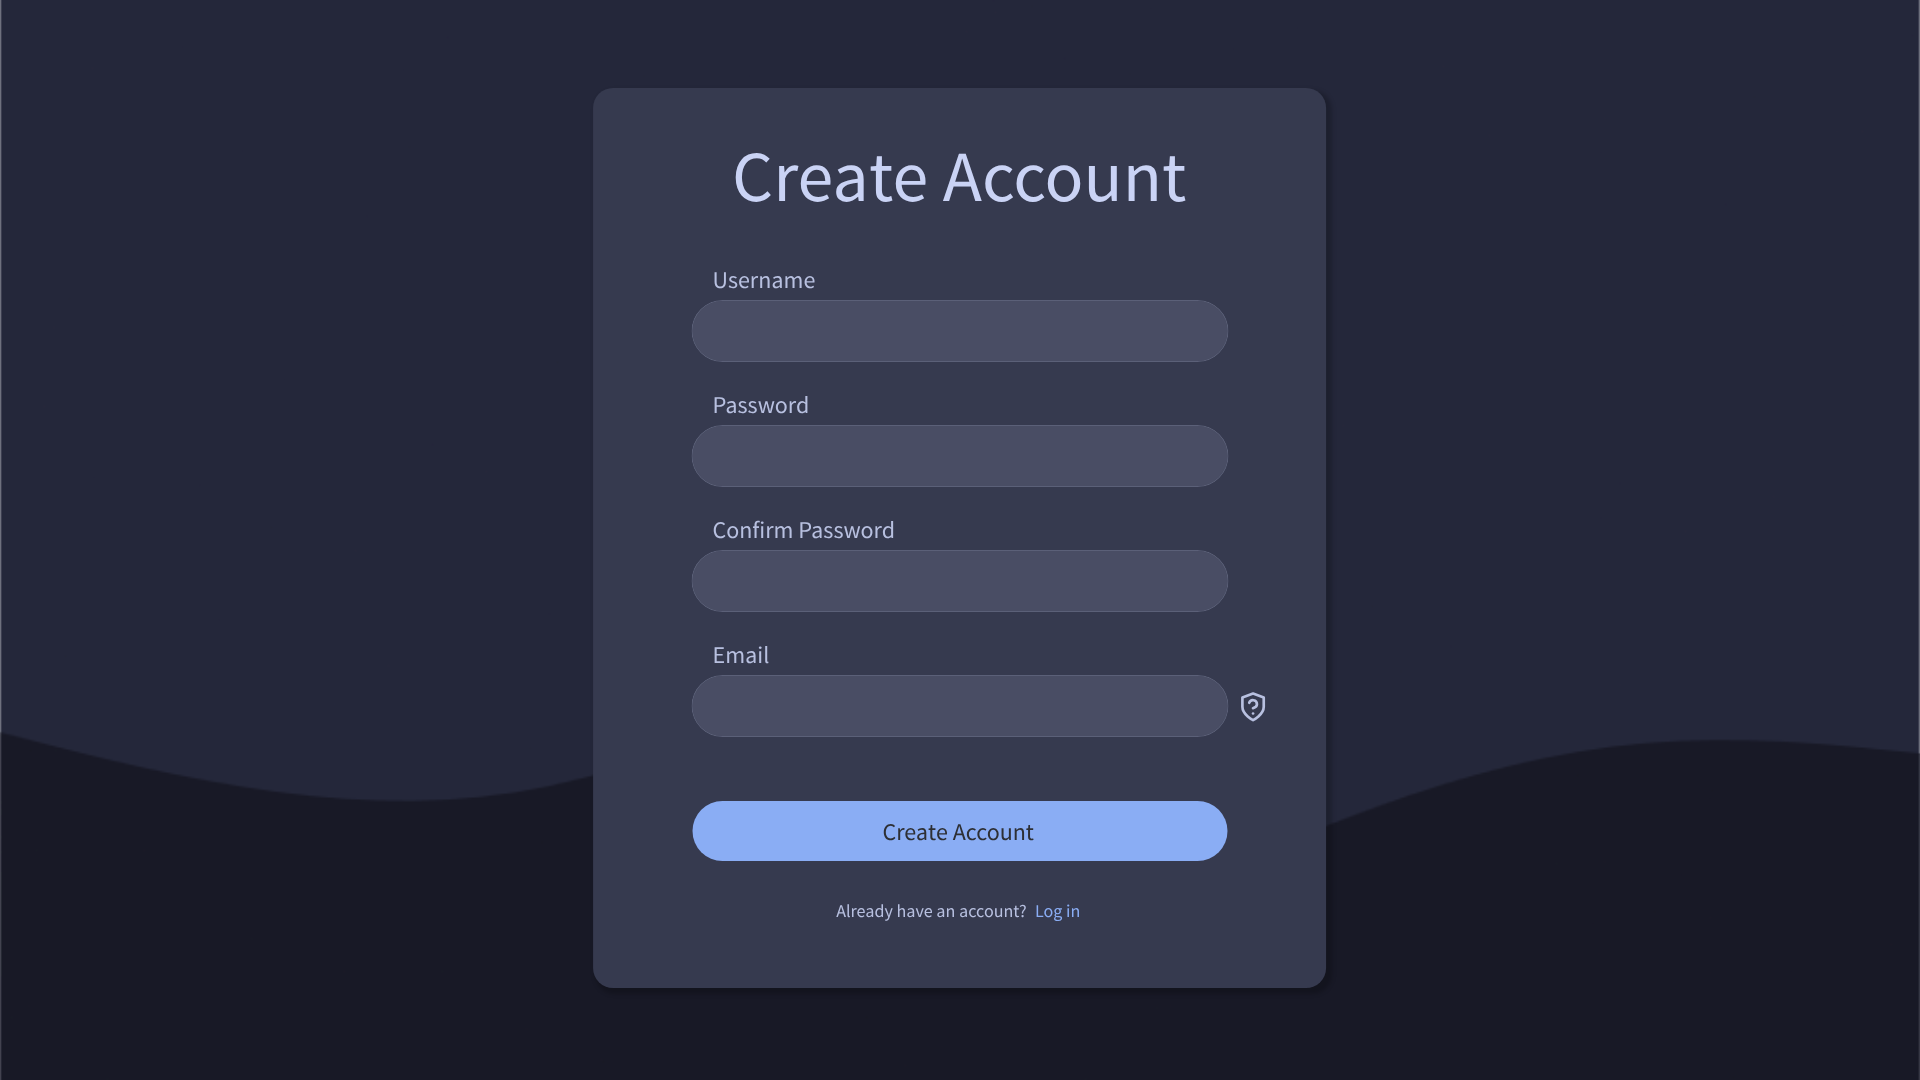 Create Account
Username
Password
Confirm Password
Email
?
Create Account
Already have an account? Log in